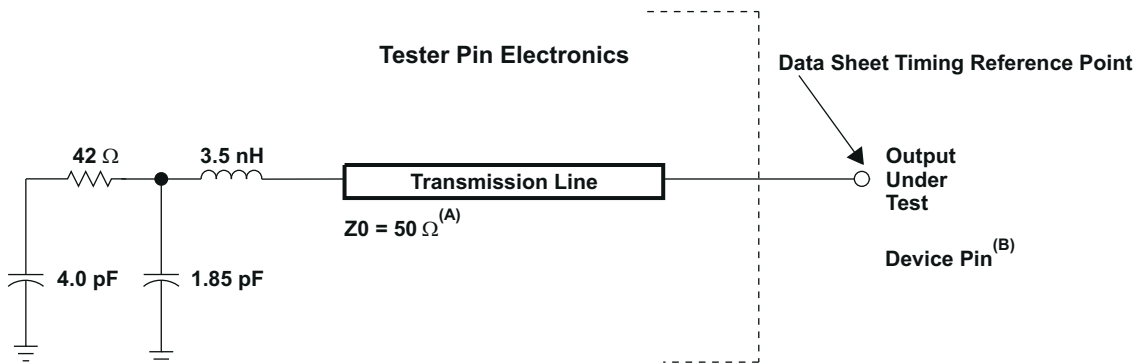 Tester Pin Electronics
Data Sheet Timing Reference Point
42 Ω
3.5 nH
Transmission Line
Output
Under
Test
Z0 = 50 Ω(A)
Device Pin(B)
4.0 pF
1.85 pF